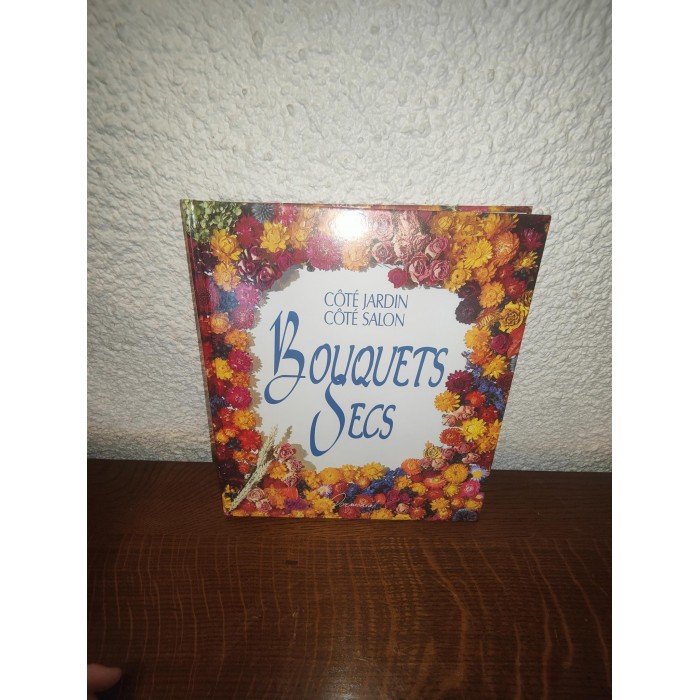 CÔTÉ JARDIN
CÔTÉ SALON
BOUQUETS
SECS